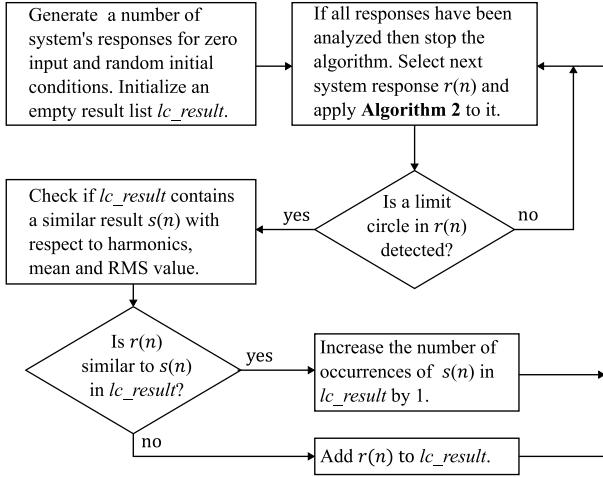 Generate a number of
system's responses for zero
input and random initial
conditions. Initialize an
empty result list lc_result.
If all responses have been
analyzed then stop the
algorithm. Select next
system response r(n) and
apply Algorithm 2 to it.
Is a limit
circle in r(n)
detected?
yes
no
Check if lc_result contains
a similar result s(n) with
respect to harmonics,
mean and RMS value.
Is r(n)
similar to s(n)
in lc_result?
yes
no
Increase the number of
occurrences of s(n) in
lc_result by 1.
Add r(n) to lc_result.